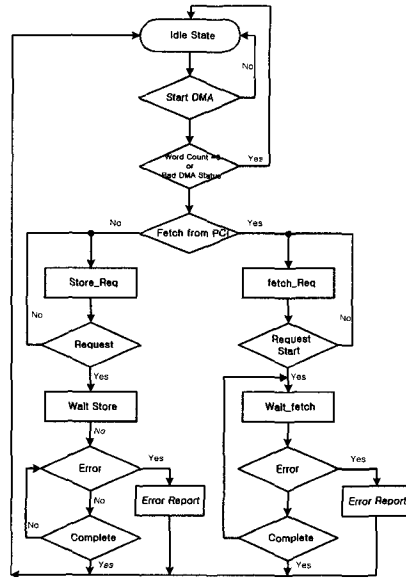 Idle State
No
Start DMA
Word Count =0
or
Bad DMA Status
Yes
No
Fetch from PCI
Yes
Store_Req
fetch_Req
No
Request
No
Request
Start
Yes
Yes
Yes
Wait Store
Wait_fetch
No
Error
Yes
Error
Yes
No
Error Report
Error Report
No
Complete
Complete
Yes
Yes